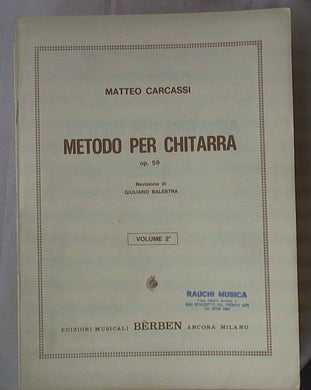 MATTEO CARCASSI
METODO PER CHITARRA
op. 59
Revisione di
GIULIANO BALESTRA
VOLUME 2°
RAUCHI MUSICA
EDIZIONI MUSICALI BÈRBEN ANCONA MILANO